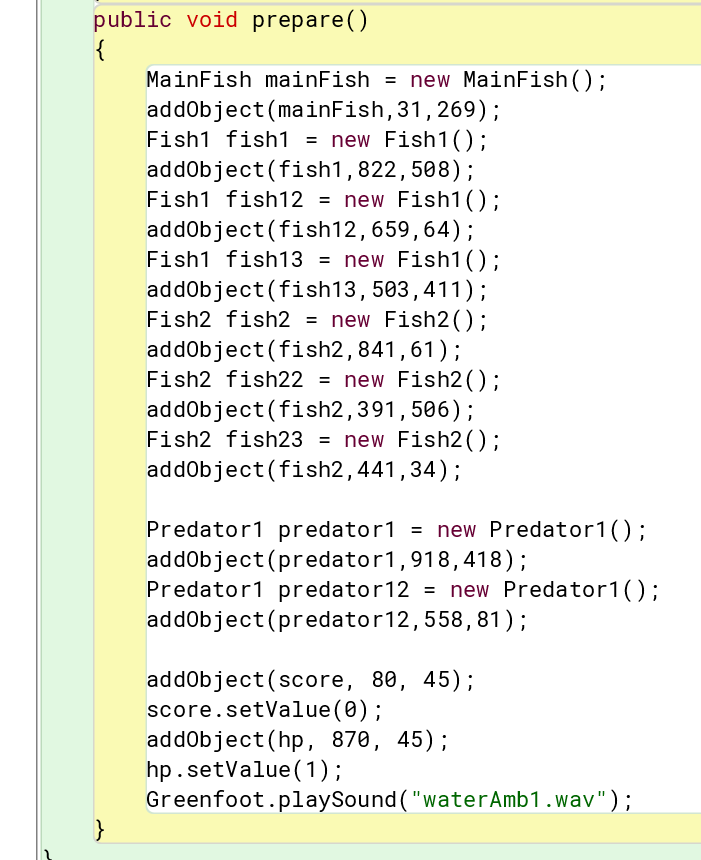 public void prepare()
{
MainFish mainFish = new MainFish();
addObject(mainFish,31,269);
Fish1 fish1 = new Fish1();
addObject(fish1,822,508);
Fish1 fish12 = new Fish1();
addObject(fish12,659,64);
Fish1 fish13 = new Fish1();
addObject(fish13,503,411);
Fish2 fish2 = new Fish2();
addObject(fish2,841,61);
Fish2 fish22 = new Fish2();
addObject(fish2,391,506);
Fish2 fish23 = new Fish2();
addObject(fish2,441,34);
Predator1 predator1 = new Predator1();
addObject(predator1,918,418);
Predator1 predator12 = new Predator1();
addObject(predator12,558,81);
addObject(score, 80, 45);
score.setValue(0);
addObject(hp, 870, 45);
hp.setValue(1);
Greenfoot.playSound("waterAmb1.wav");
}
}